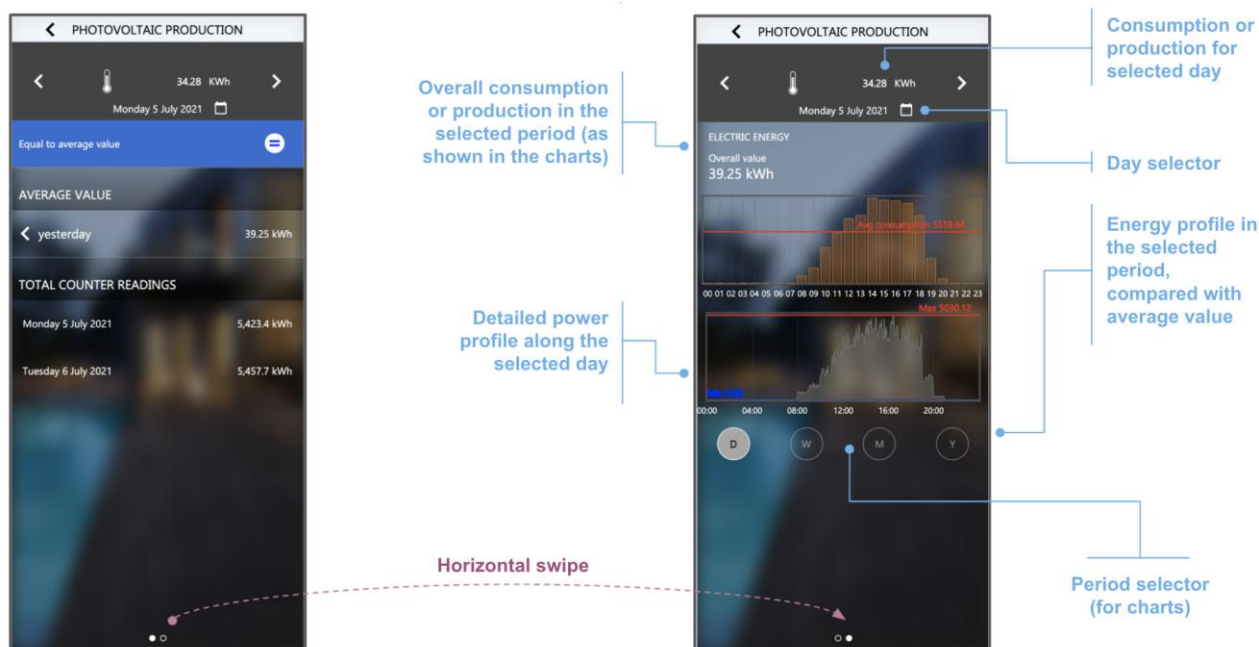 PHOTOVOLTAIC PRODUCTION
34.28 KWh
Monday 5 July 2021
Equal to average value
AVERAGE VALUE
yesterday
39.25 kWh
TOTAL COUNTER READINGS
Monday 5 July 2021
5,423.4 kWh
Tuesday 6 July 2021
5,457.7 kWh
Overall consumption
or production in the
selected period (as
shown in the charts)
Detailed power
profile along the
selected day
Horizontal swipe
PHOTOVOLTAIC PRODUCTION
34.28 KWh
Monday 5 July 2021
ELECTRIC ENERGY
Overall value
39.25 kWh
Avg consumption 5559.84
00 01 02 03 04 05 06 07 08 09 10 11 12 13 14 15 16 17 18 19 20 21 22 23
Max 5030.12
00:00 04:00 08:00 12:00 16:00 20:00
D W M Y
Consumption or
production for
selected day
Day selector
Energy profile in
the selected
period,
compared with
average value
Period selector
(for charts)